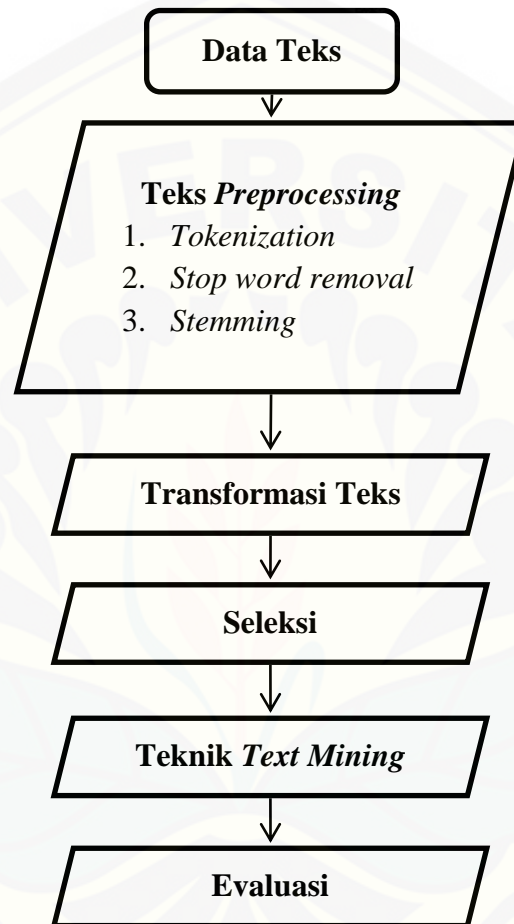 Data Teks
Teks Preprocessing
1. Tokenization
2. Stop word removal
3. Stemming
Transformasi Teks
Seleksi
Teknik Text Mining
Evaluasi